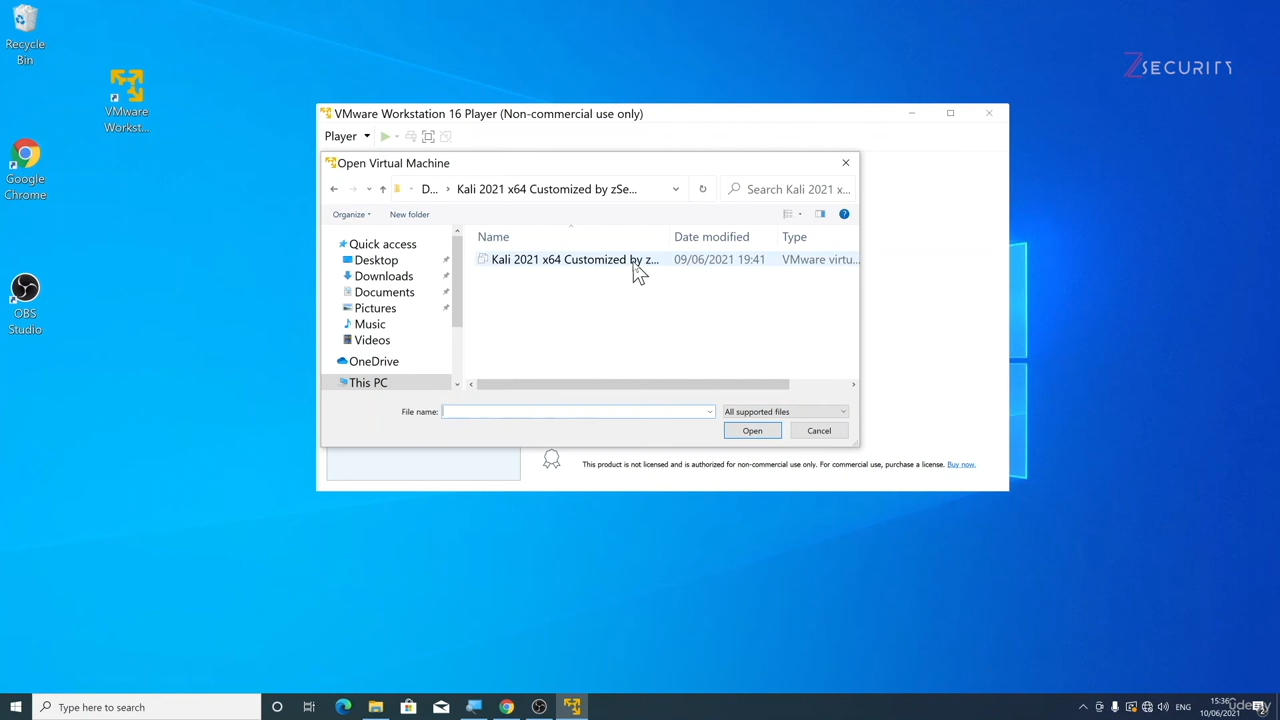 Recycle
Bin
VMware
Workst...
Google
Chrome
OBS
Studio
ZSECURITY
VMware Workstation 16 Player (Non-commercial use only)
Player
Open Virtual Machine
D... Kali 2021 x64 Customized by zSe...
Search Kali 2021 x...
Organize
New folder
Name
Date modified
Type
Kali 2021 x64 Customized by z...
09/06/2021 19:41
VMware virtu...
Quick access
Desktop
Downloads
Documents
Pictures
Music
Videos
OneDrive
This PC
File name:
All supported files
Open
Cancel
This product is not licensed and is authorized for non-commercial use only. For commercial use, purchase a license. Buy now.
Type here to search
ENG
15:36
10/06/2021
udemy